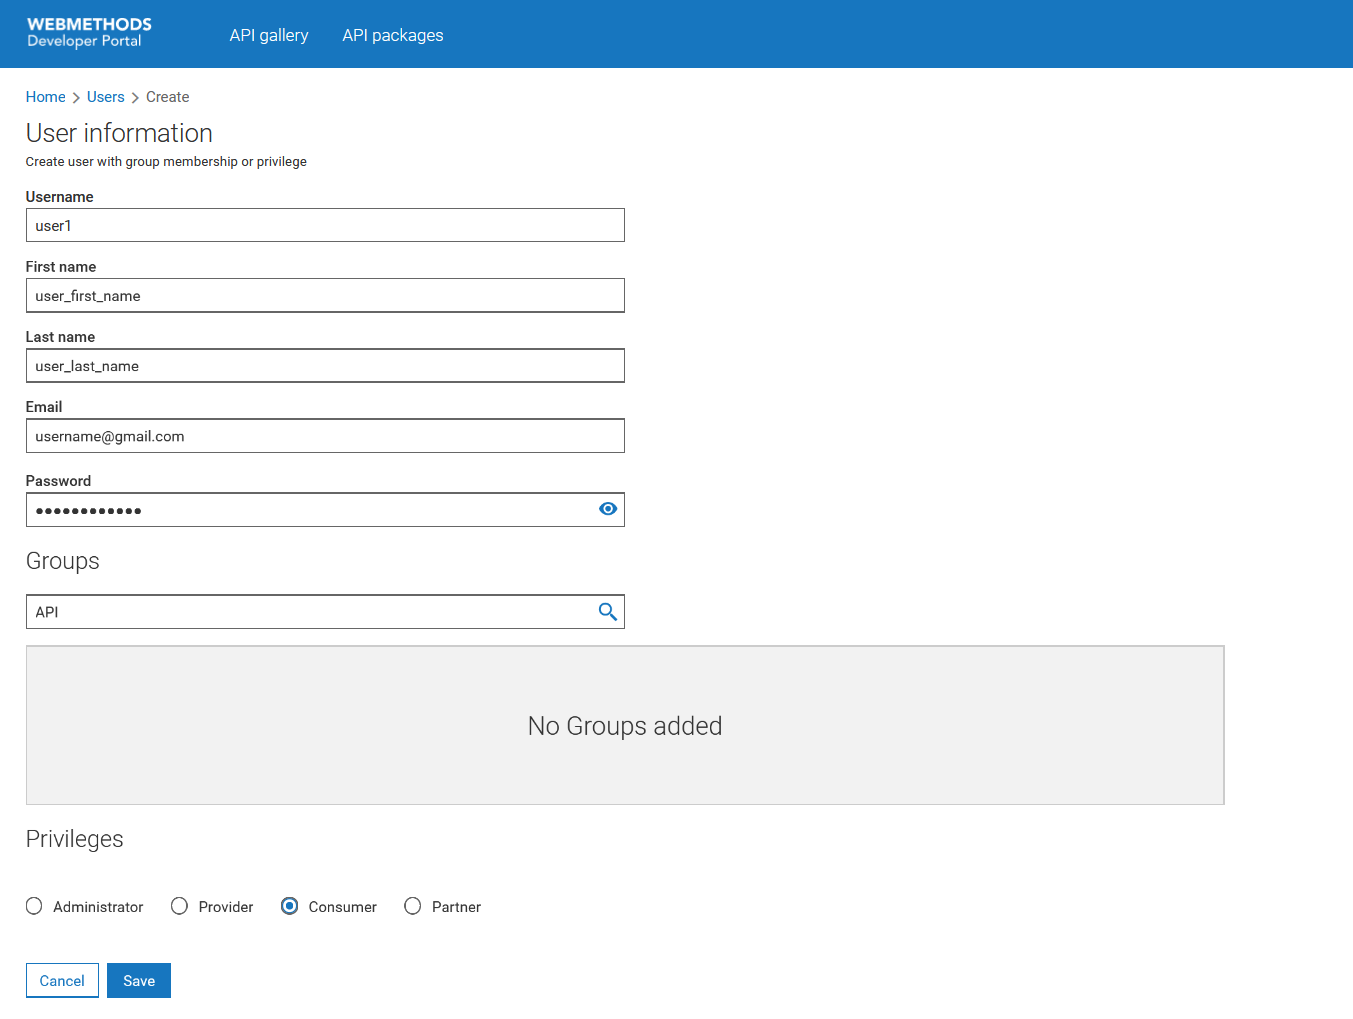 WEBMETHODS
Developer Portal
API gallery
API packages
Home > Users > Create
User information
Create user with group membership or privilege
Username
user1
First name
user_first_name
Last name
user_last_name
Email
username@gmail.com
Password
●●●●●●●●●●●●
Groups
API
No Groups added
Privileges
Administrator
Provider
Consumer
Partner
Cancel
Save